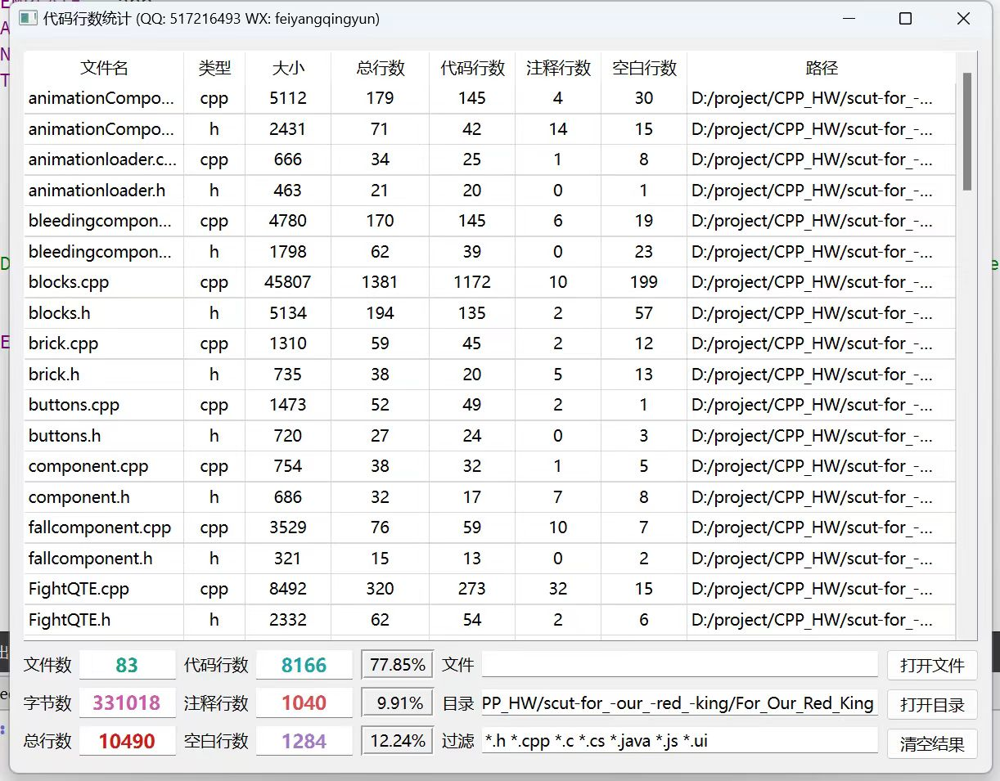 代码行数统计 (QQ: 517216493 WX: feiyangqingyun)
文件名 类型 大小 总行数 代码行数 注释行数 空白行数 路径
animationCompo... cpp 5112 179 145 4 30 D:/project/CPP_HW/scut-for_-...
animationCompo... h 2431 71 42 14 15 D:/project/CPP_HW/scut-for_-...
animationloader.c... cpp 666 34 25 1 8 D:/project/CPP_HW/scut-for_-...
animationloader.h h 463 21 20 0 1 D:/project/CPP_HW/scut-for_-...
bleedingcompon... cpp 4780 170 145 6 19 D:/project/CPP_HW/scut-for_-...
bleedingcompon... h 1798 62 39 0 23 D:/project/CPP_HW/scut-for_-...
blocks.cpp cpp 45807 1381 1172 10 199 D:/project/CPP_HW/scut-for_-...
blocks.h h 5134 194 135 2 57 D:/project/CPP_HW/scut-for_-...
brick.cpp cpp 1310 59 45 2 12 D:/project/CPP_HW/scut-for_-...
brick.h h 735 38 20 5 13 D:/project/CPP_HW/scut-for_-...
buttons.cpp cpp 1473 52 49 2 1 D:/project/CPP_HW/scut-for_-...
buttons.h h 720 27 24 0 3 D:/project/CPP_HW/scut-for_-...
component.cpp cpp 754 38 32 1 5 D:/project/CPP_HW/scut-for_-...
component.h h 686 32 17 7 8 D:/project/CPP_HW/scut-for_-...
fallcomponent.cpp cpp 3529 76 59 10 7 D:/project/CPP_HW/scut-for_-...
fallcomponent.h h 321 15 13 0 2 D:/project/CPP_HW/scut-for_-...
FightQTE.cpp cpp 8492 320 273 32 15 D:/project/CPP_HW/scut-for_-...
FightQTE.h h 2332 62 54 2 6 D:/project/CPP_HW/scut-for_-...
文件数 83 代码行数 8166 77.85% 文件 打开文件
字节数 331018 注释行数 1040 9.91% 目录 PP_HW/scut-for_-our_-red_-king/For_Our_Red_King 打开目录
总行数 10490 空白行数 1284 12.24% 过滤 *.h *.cpp *.c *.cs *.java *.js *.ui 清空结果